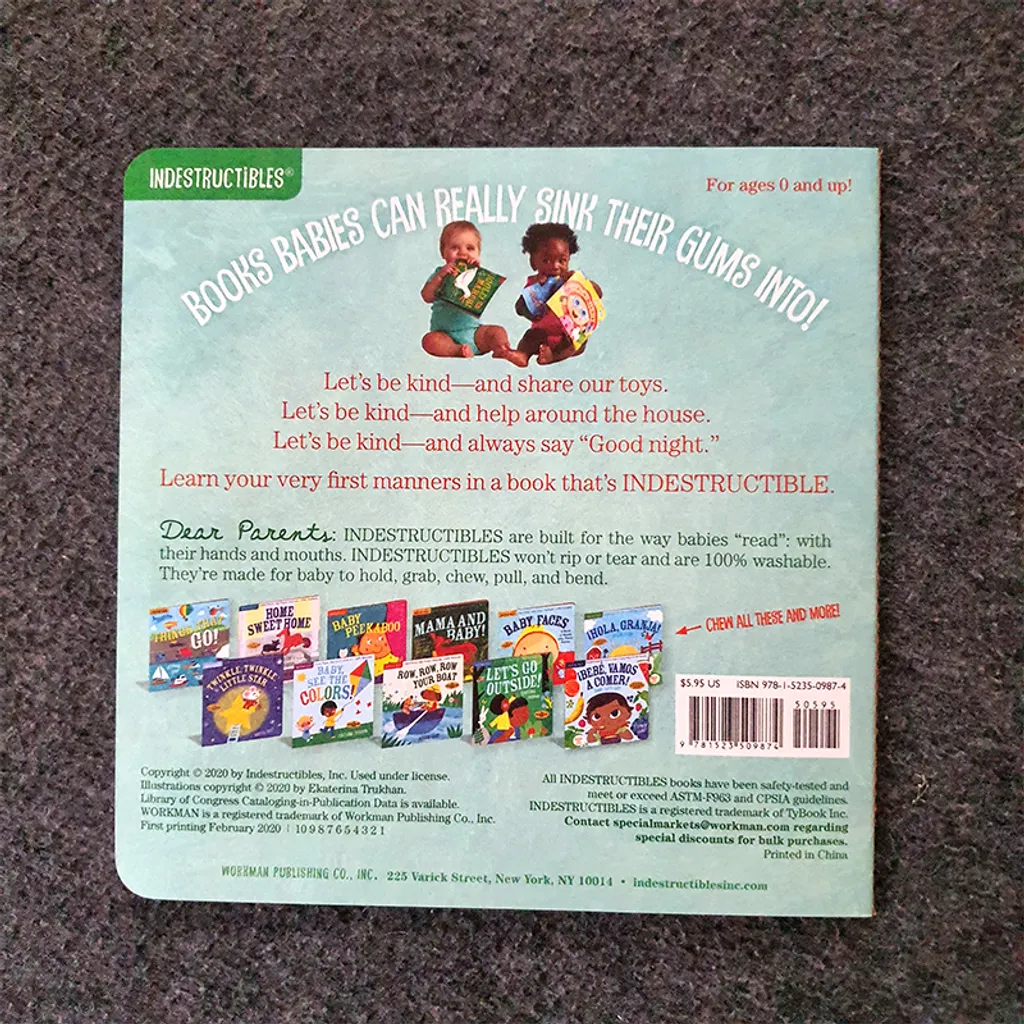 INDESTRUCTIBLES®
For ages 0 and up!
BOOKS BABIES CAN REALLY SINK THEIR GUMS INTO!
Let's be kind—and share our toys.
Let's be kind—and help around the house.
Let's be kind—and always say “Good night.”
Learn your very first manners in a book that's INDESTRUCTIBLE.
Dear Parents: INDESTRUCTIBLES are built for the way babies “read”: with
their hands and mouths. INDESTRUCTIBLES won't rip or tear and are 100% washable.
They're made for baby to hold, grab, chew, pull, and bend.
THINGS THAT
GO!
HOME
SWEET HOME
BABY
PEEKABOO
MAMA AND
BABY!
BABY FACES
¡HOLA, GRANJA!
CHEW ALL THESE AND MORE!
TWINKLE, TWINKLE,
LITTLE STAR
BABY,
SEE THE
COLORS!
ROW, ROW, ROW
YOUR BOAT
LET'S GO
OUTSIDE!
¡BEBÉ, VAMOS
A COMER!
$5.95 US ISBN 978-1-5235-0987-4
50595
9 781523 509874
Copyright © 2020 by Indestructibles, Inc. Used under license.
Illustrations copyright © 2020 by Ekaterina Trukhan.
Library of Congress Cataloging-in-Publication Data is available.
WORKMAN is a registered trademark of Workman Publishing Co., Inc.
First printing February 2020 | 10 9 8 7 6 5 4 3 2 1
All INDESTRUCTIBLES books have been safety-tested and
meet or exceed ASTM-F963 and CPSIA guidelines.
INDESTRUCTIBLES is a registered trademark of TyBook Inc.
Contact specialmarkets@workman.com regarding
special discounts for bulk purchases.
Printed in China
WORKMAN PUBLISHING CO., INC. 225 Varick Street, New York, NY 10014 • indestructiblesinc.com